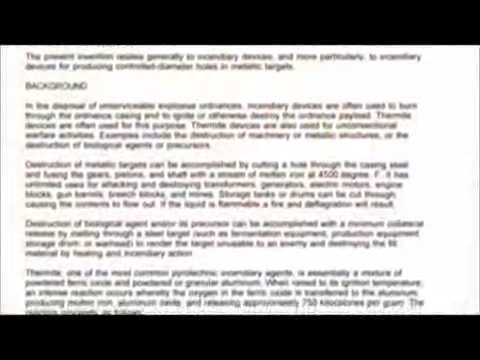 The present invention relates generally to incendiary devices, and more particularly, to incendiary
devices for producing controlled-diameter holes in metallic targets.
BACKGROUND
In the disposal of unserviceable explosive ordnances, incendiary devices are often used to burn
through the ordnance casing and to ignite or otherwise destroy the ordnance payload. Thermite
devices are often used for this purpose. Thermite devices are also used for unconventional
warfare activities. Examples include the destruction of machinery or metallic structures, or the
destruction of biological agents or precursors.
Destruction of metallic targets can be accomplished by cutting a hole through the casing steel
and fusing the gears, pistons, and shaft with a stream of molten iron at 4500 degree. F. It has
unlimited uses for attacking and destroying transformers, generators, electric motors, engine
blocks, gun barrels, breech blocks, and mines. Storage tanks or drums can be cut through
causing the contents to flow out. If the liquid is flammable a fire and deflagration will result.
Destruction of biological agent and/or its precursor can be accomplished with a minimum collateral
release by melting through a steel target (such as fermentation equipment, production equipment
storage drum, or warhead) to render the target unusable to an enemy and destroying the fill
material by heating and incendiary action
Thermite, one of the most common pyrotechnic incendiary agents, is essentially a mixture of
powdered ferric oxide and powdered or granular aluminum. When raised to its ignition temperature,
an intense reaction occurs whereby the oxygen in the ferric oxide is transferred to the aluminum,
producing molten iron, aluminum oxide, and releasing approximately 750 kilocalories per gram. The
reaction proceeds as follows: